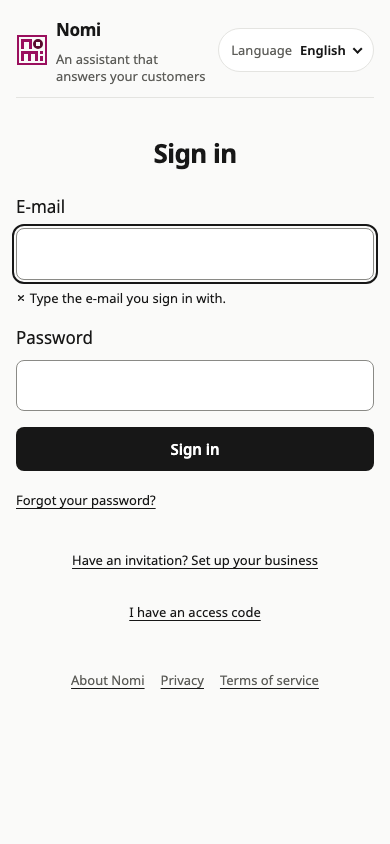 Nomi
An assistant that
answers your customers
Language English
Sign in
E-mail
× Type the e-mail you sign in with.
Password
Sign in
Forgot your password?
Have an invitation? Set up your business
I have an access code
About Nomi Privacy Terms of service